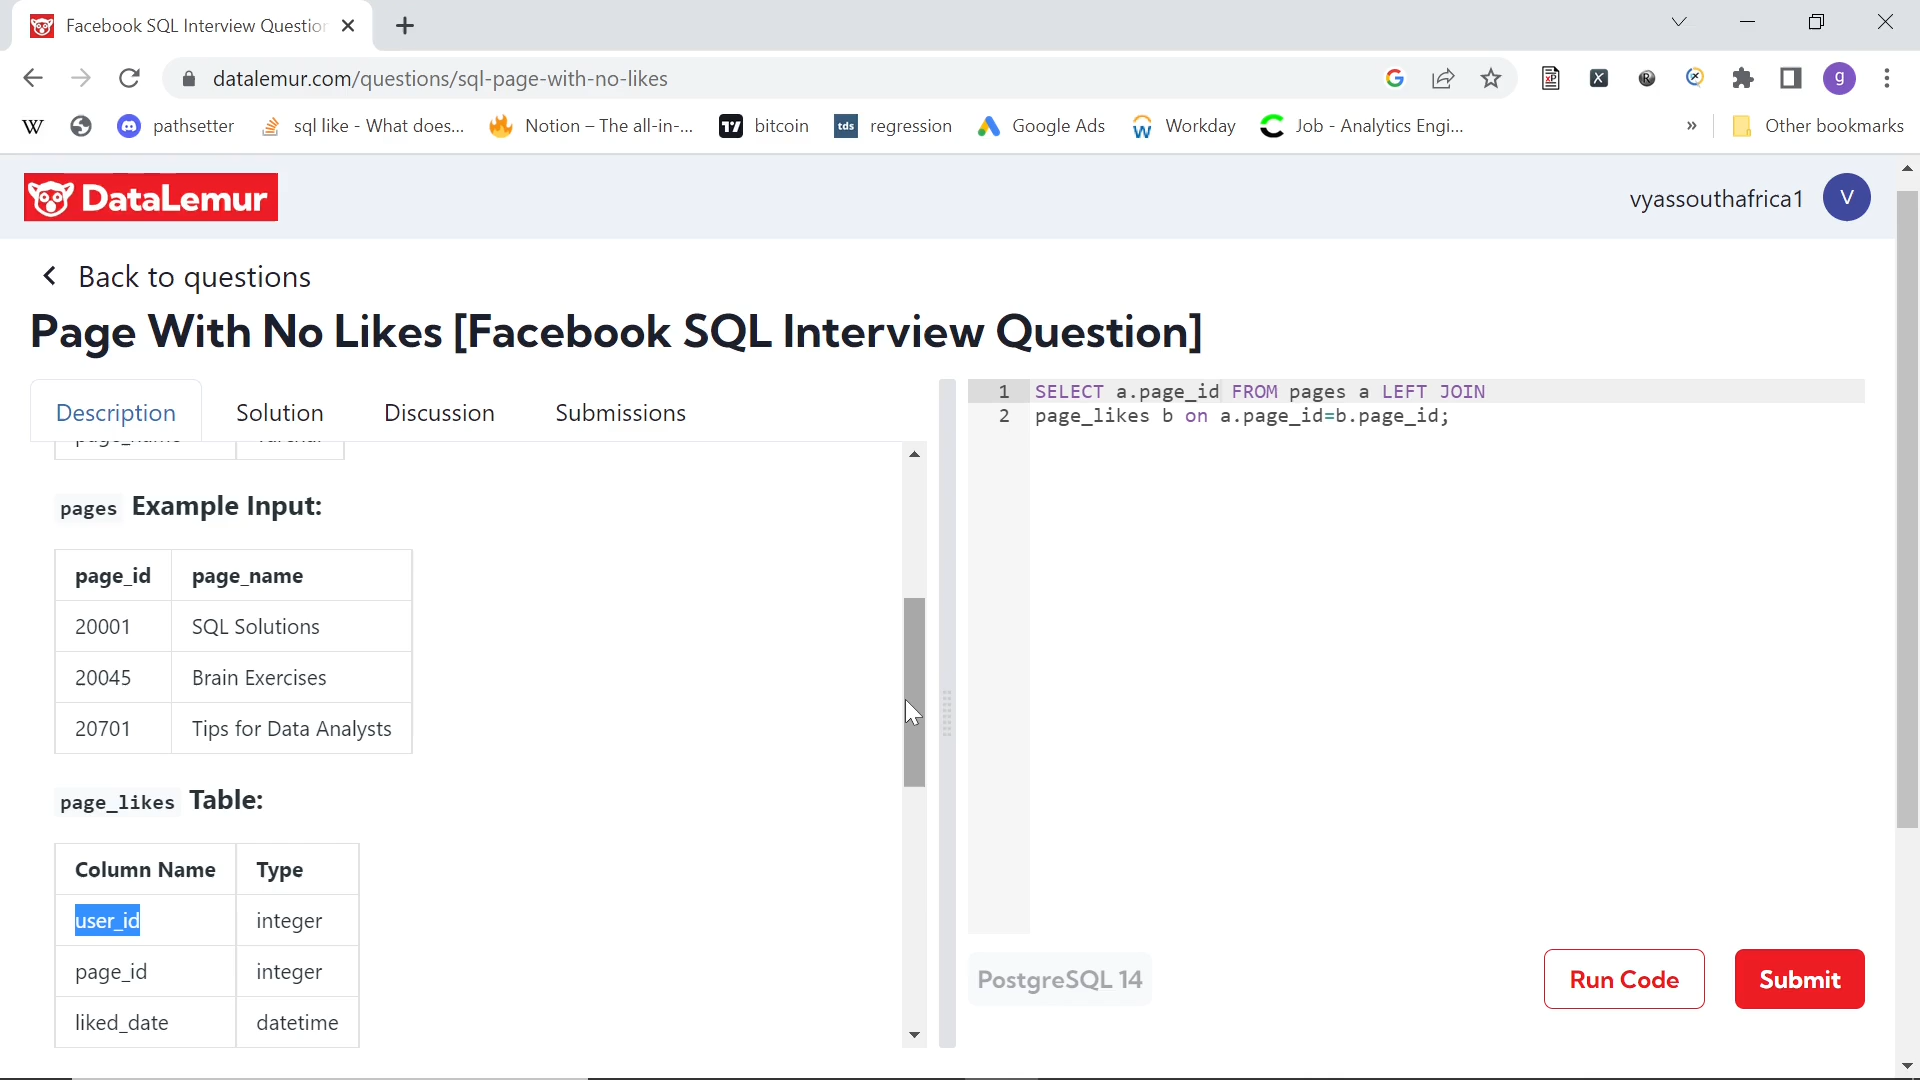 Facebook SQL Interview Question
datalemur.com/questions/sql-page-with-no-likes
g
W
pathsetter
sql like - What does...
Notion – The all-in-...
bitcoin
tds regression
Google Ads
Workday
Job - Analytics Engi...
»
Other bookmarks
DataLemur
vyassouthafrica1
V
Back to questions
Page With No Likes [Facebook SQL Interview Question]
Description Solution Discussion Submissions
pages Example Input:
page_id page_name
20001 SQL Solutions
20045 Brain Exercises
20701 Tips for Data Analysts
page_likes Table:
Column Name Type
user_id integer
page_id integer
liked_date datetime
1 SELECT a.page_id FROM pages a LEFT JOIN
2 page_likes b on a.page_id=b.page_id;
PostgreSQL 14
Run Code
Submit